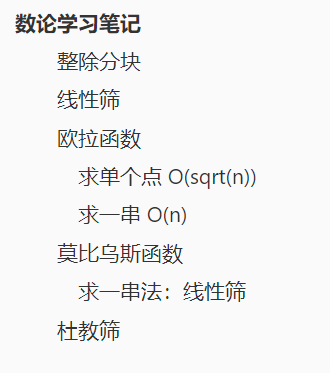 数论学习笔记
整除分块
线性筛
欧拉函数
求单个点 O(sqrt(n))
求一串 O(n)
莫比乌斯函数
求一串法：线性筛
杜教筛